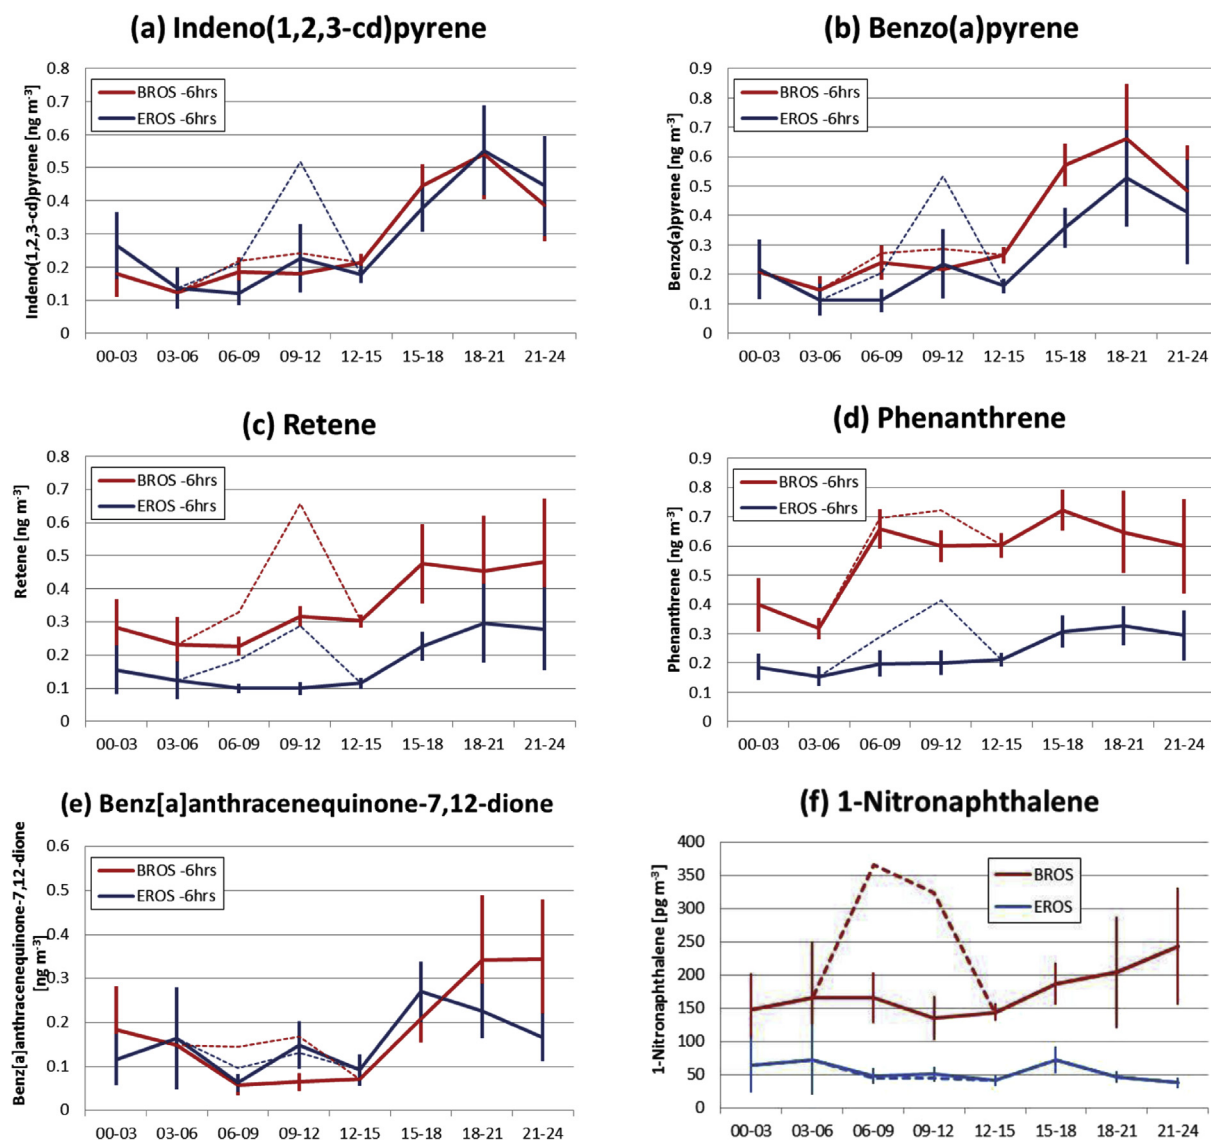 (a) Indeno(1,2,3-cd)pyrene
Indeno(1,2,3-cd)pyrene [ng m⁻³]
0.8
0.7
0.6
0.5
0.4
0.3
0.2
0.1
0
BROS -6hrs
EROS -6hrs
00-03 03-06 06-09 09-12 12-15 15-18 18-21 21-24
(b) Benzo(a)pyrene
Benzo(a)pyrene [ng m⁻³]
0.9
0.8
0.7
0.6
0.5
0.4
0.3
0.2
0.1
0
BROS -6hrs
EROS -6hrs
00-03 03-06 06-09 09-12 12-15 15-18 18-21 21-24
(c) Retene
Retene [ng m⁻³]
0.8
0.7
0.6
0.5
0.4
0.3
0.2
0.1
0
BROS -6hrs
EROS -6hrs
00-03 03-06 06-09 09-12 12-15 15-18 18-21 21-24
(d) Phenanthrene
Phenanthrene [ng m⁻³]
0.9
0.8
0.7
0.6
0.5
0.4
0.3
0.2
0.1
0
BROS -6hrs
EROS -6hrs
00-03 03-06 06-09 09-12 12-15 15-18 18-21 21-24
(e) Benz[a]anthracenequinone-7,12-dione
Benz[a]anthracenequinone-7,12-dione
[ng m⁻³]
0.6
0.5
0.4
0.3
0.2
0.1
0
BROS -6hrs
EROS -6hrs
00-03 03-06 06-09 09-12 12-15 15-18 18-21 21-24
(f) 1-Nitronaphthalene
1-Nitronaphthalene [pg m⁻³]
400
350
300
250
200
150
100
50
0
BROS
EROS
00-03 03-06 06-09 09-12 12-15 15-18 18-21 21-24